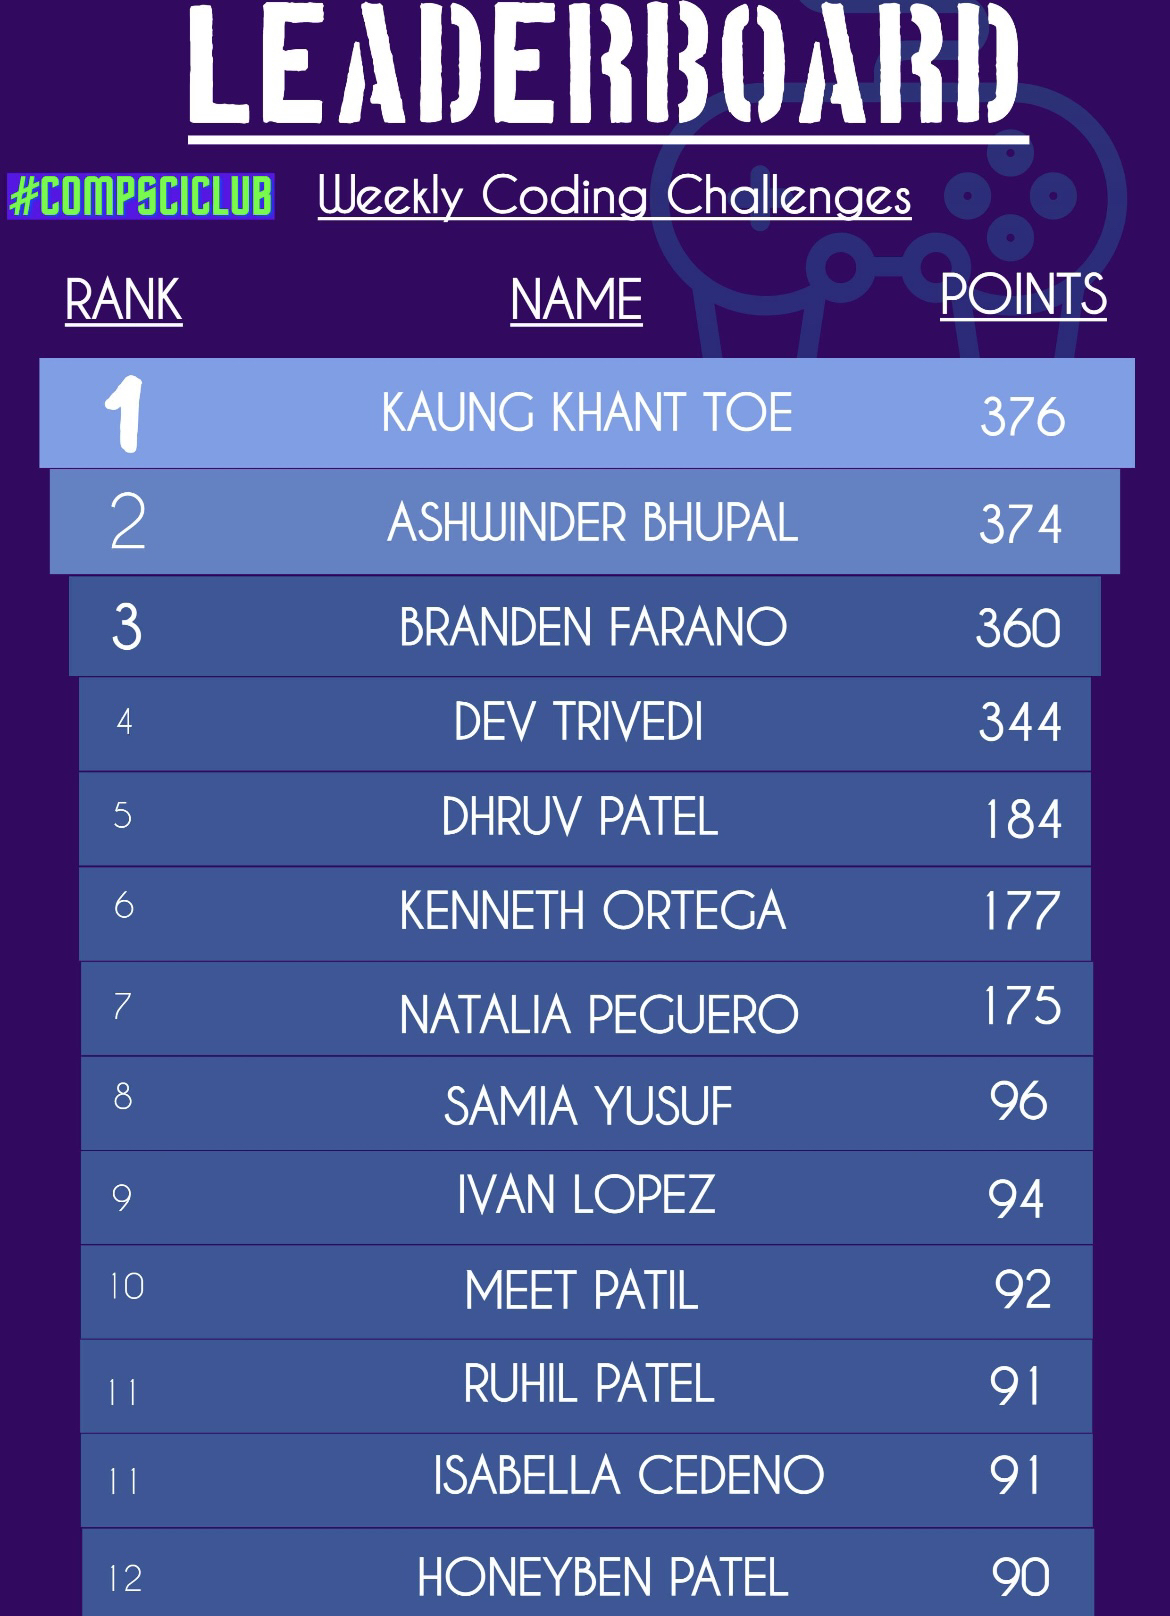 LEADERBOARD
#COMPSCICLUB Weekly Coding Challenges
RANK NAME POINTS
1 KAUNG KHANT TOE 376
2 ASHWINDER BHUPAL 374
3 BRANDEN FARANO 360
4 DEV TRIVEDI 344
5 DHRUV PATEL 184
6 KENNETH ORTEGA 177
7 NATALIA PEGUERO 175
8 SAMIA YUSUF 96
9 IVAN LOPEZ 94
10 MEET PATIL 92
11 RUHIL PATEL 91
11 ISABELLA CEDENO 91
12 HONEYBEN PATEL 90